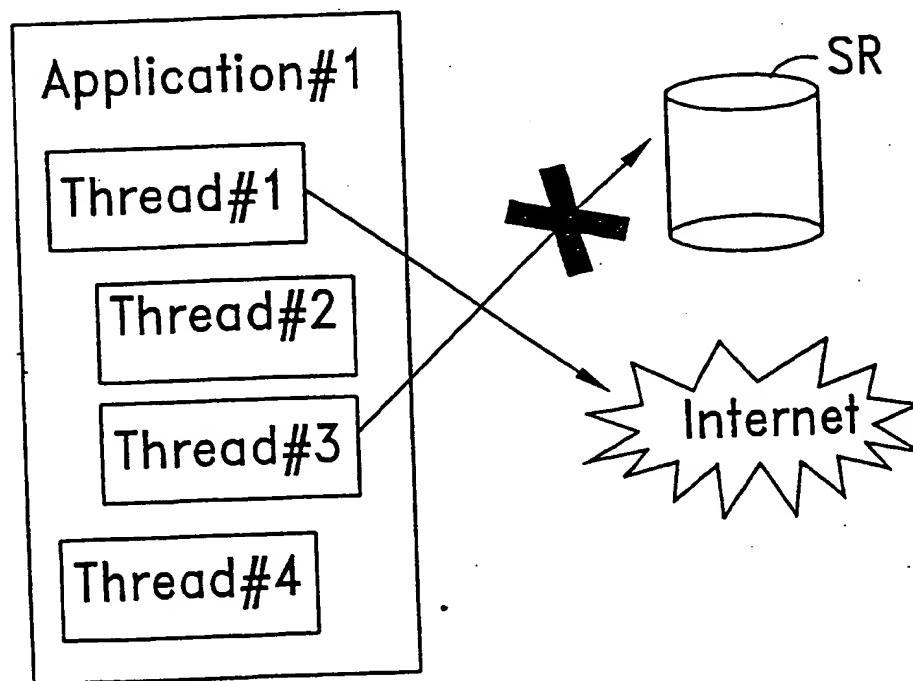 Application#1
Thread#1
Thread#2
Thread#3
Thread#4
SR
Internet